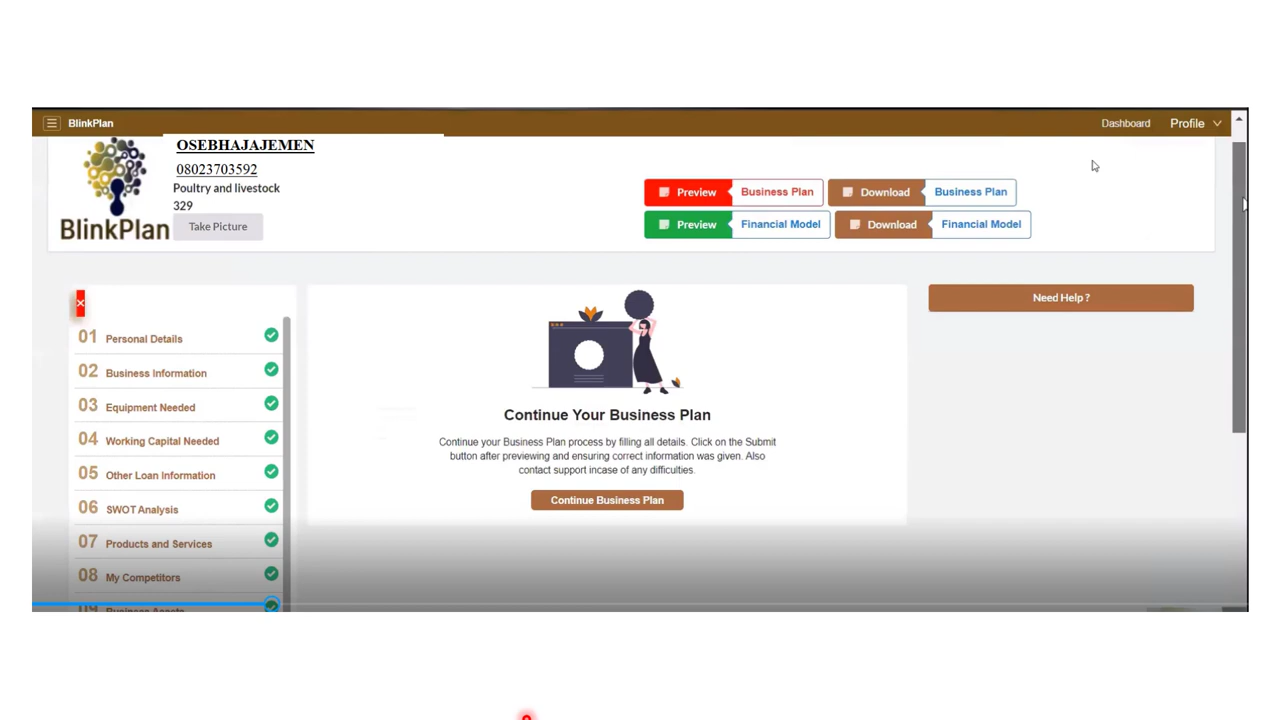 BlinkPlan
Dashboard
Profile
OSEBHAJAJEMEN
08023703592
Poultry and livestock
329
BlinkPlan
Take Picture
Preview Business Plan
Download Business Plan
Preview Financial Model
Download Financial Model
01 Personal Details
02 Business Information
03 Equipment Needed
04 Working Capital Needed
05 Other Loan Information
06 SWOT Analysis
07 Products and Services
08 My Competitors
09 Business Assets
Continue Your Business Plan
Continue your Business Plan process by filling all details. Click on the Submit
button after previewing and ensuring correct information was given. Also
contact support incase of any difficulties.
Continue Business Plan
Need Help ?